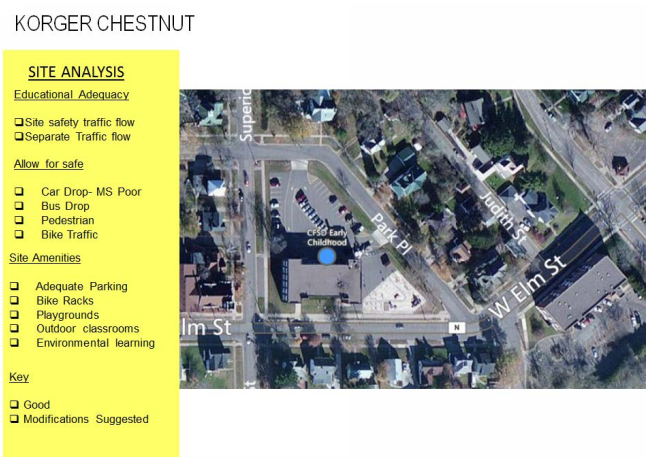 KORGER CHESTNUT
SITE ANALYSIS
Educational Adequacy
Site safety traffic flow
Separate Traffic flow
Allow for safe
Car Drop- MS Poor
Bus Drop
Pedestrian
Bike Traffic
Site Amenities
Adequate Parking
Bike Racks
Playgrounds
Outdoor classrooms
Environmental learning
Key
Good
Modifications Suggested
Superio
Park Pl
Judith St
CFSD Early
Childhood
W Elm St
lm St
N
St